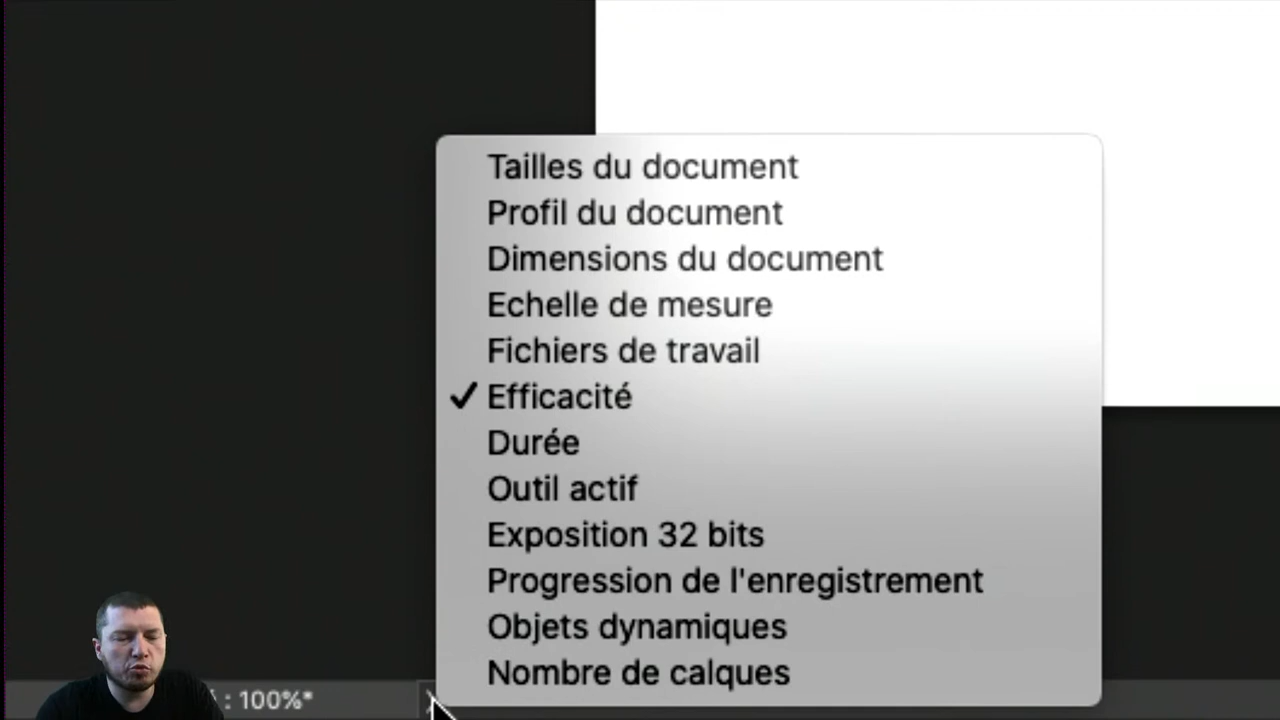 Tailles du document
Profil du document
Dimensions du document
Echelle de mesure
Fichiers de travail
✓ Efficacité
Durée
Outil actif
Exposition 32 bits
Progression de l'enregistrement
Objets dynamiques
Nombre de calques
: 100%*